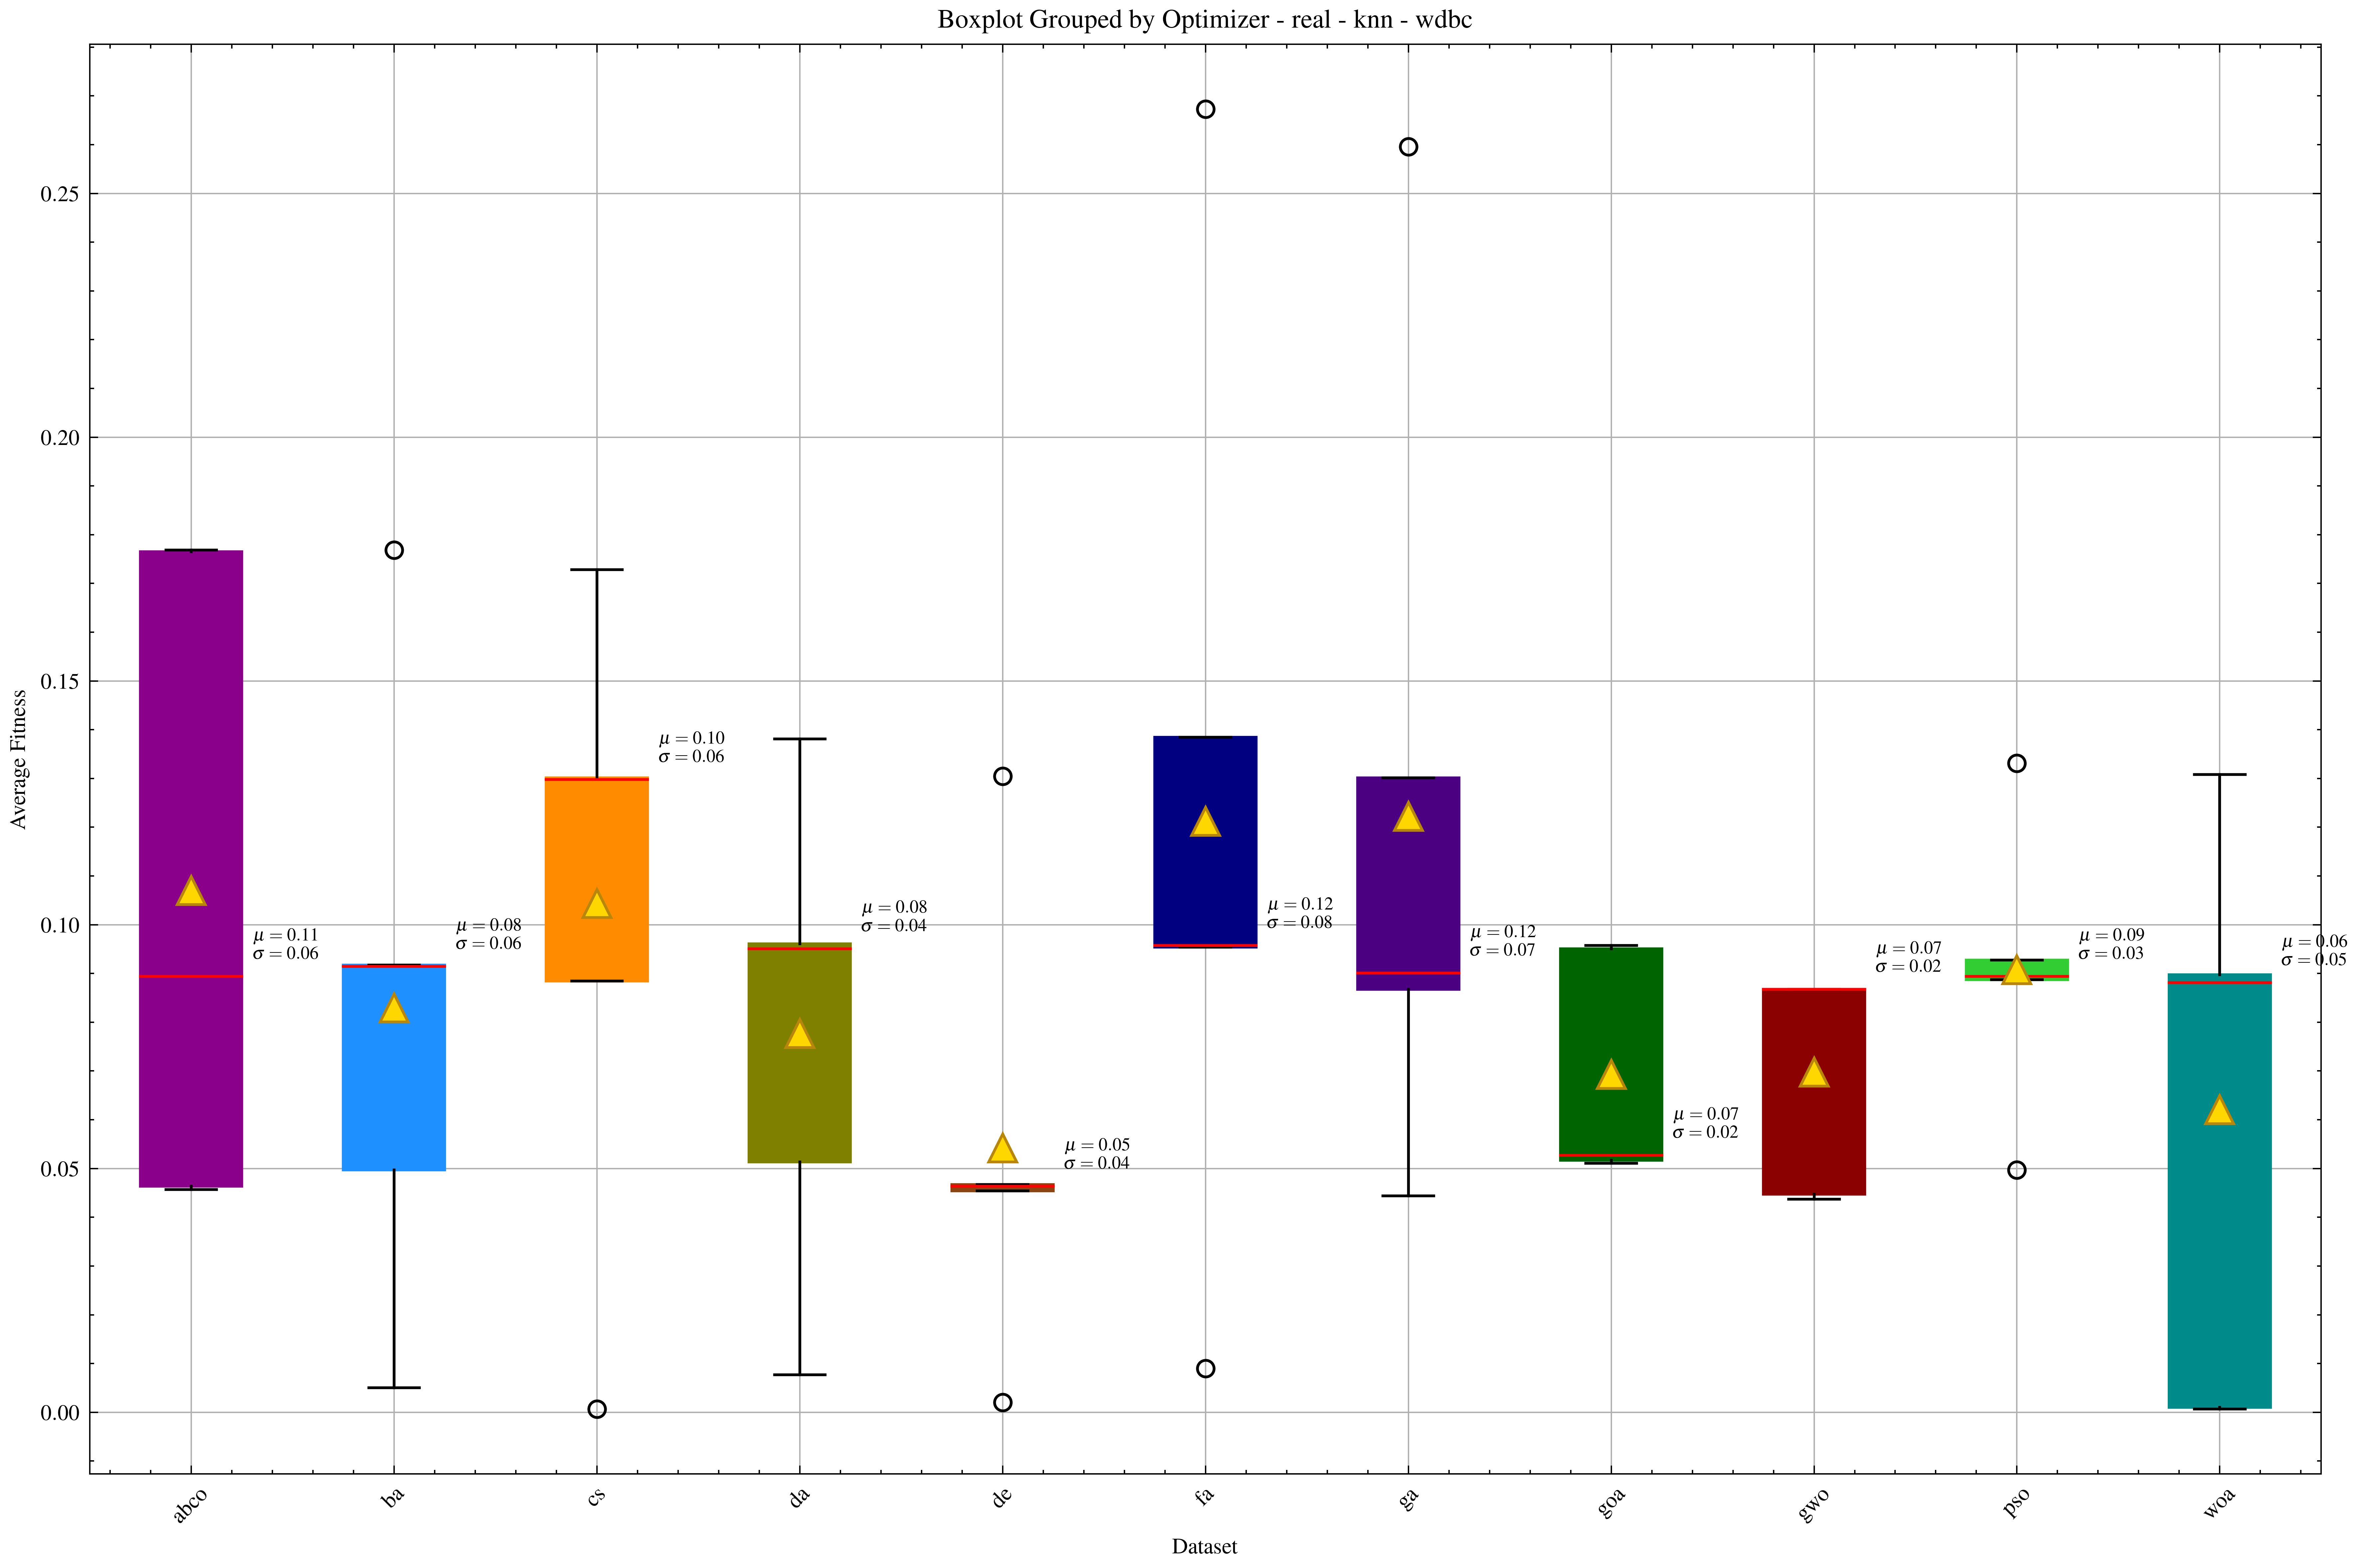 Boxplot Grouped by Optimizer - real - knn - wdbc
Average Fitness
0.25
0.20
0.15
0.10
0.05
0.00
μ = 0.11
σ = 0.06
μ = 0.08
σ = 0.06
μ = 0.10
σ = 0.06
μ = 0.08
σ = 0.04
μ = 0.05
σ = 0.04
μ = 0.12
σ = 0.08
μ = 0.12
σ = 0.07
μ = 0.07
σ = 0.02
μ = 0.07
σ = 0.02
μ = 0.09
σ = 0.03
μ = 0.06
σ = 0.05
abco
ba
cs
da
de
fa
ga
goa
gwo
pso
woa
Dataset